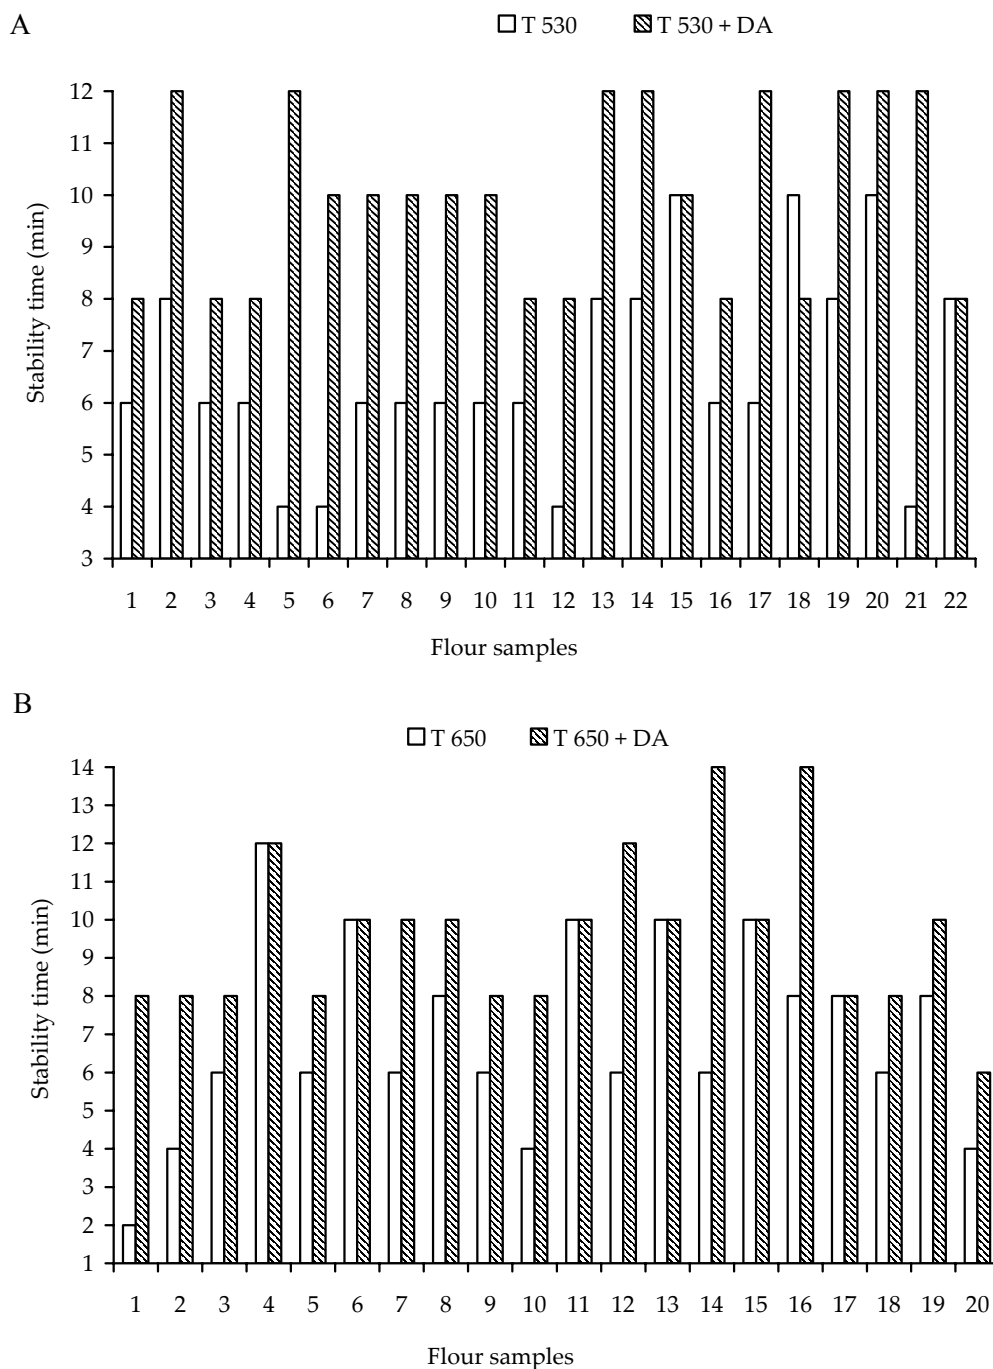 A
T 530 T 530 + DA
12
11
10
9
8
7
6
5
4
3
Stability time (min)
1 2 3 4 5 6 7 8 9 10 11 12 13 14 15 16 17 18 19 20 21 22
Flour samples
B
T 650 T 650 + DA
14
13
12
11
10
9
8
7
6
5
4
3
2
1
Stability time (min)
1 2 3 4 5 6 7 8 9 10 11 12 13 14 15 16 17 18 19 20
Flour samples